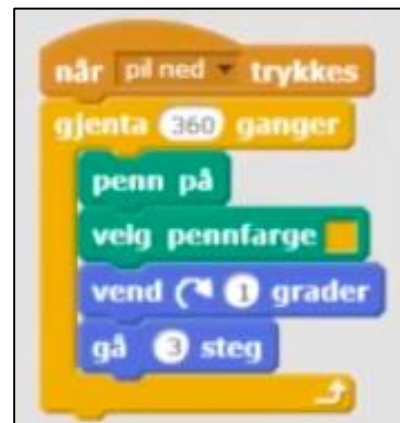 når pil ned trykkes
gjenta 360 ganger
penn på
velg pennfarge
vend 1 grader
gå 3 steg